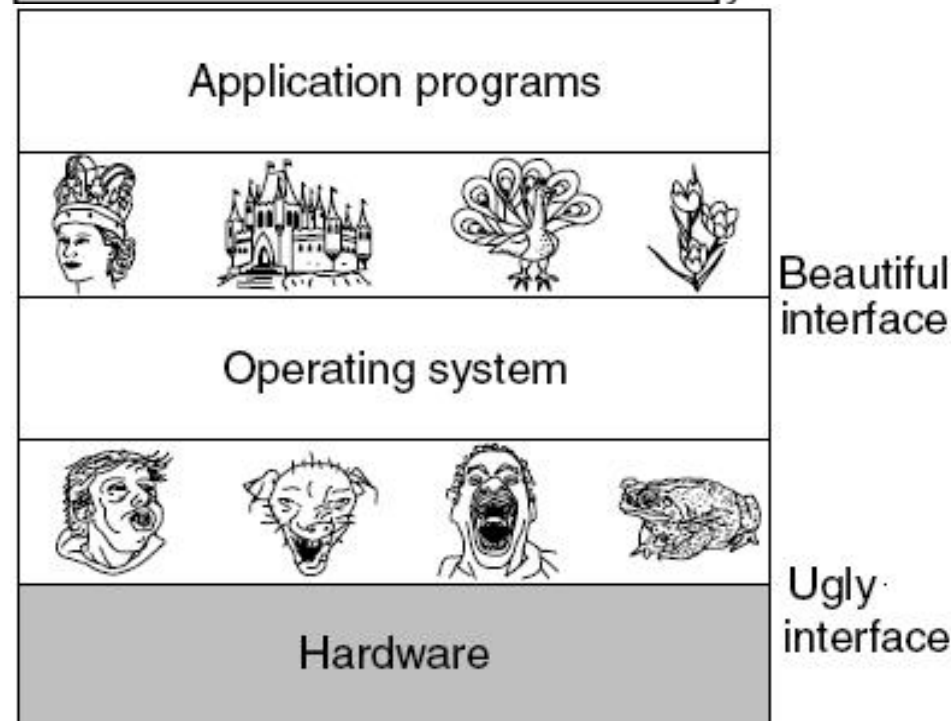 Application programs
Beautiful
interface
Operating system
Ugly
interface
Hardware